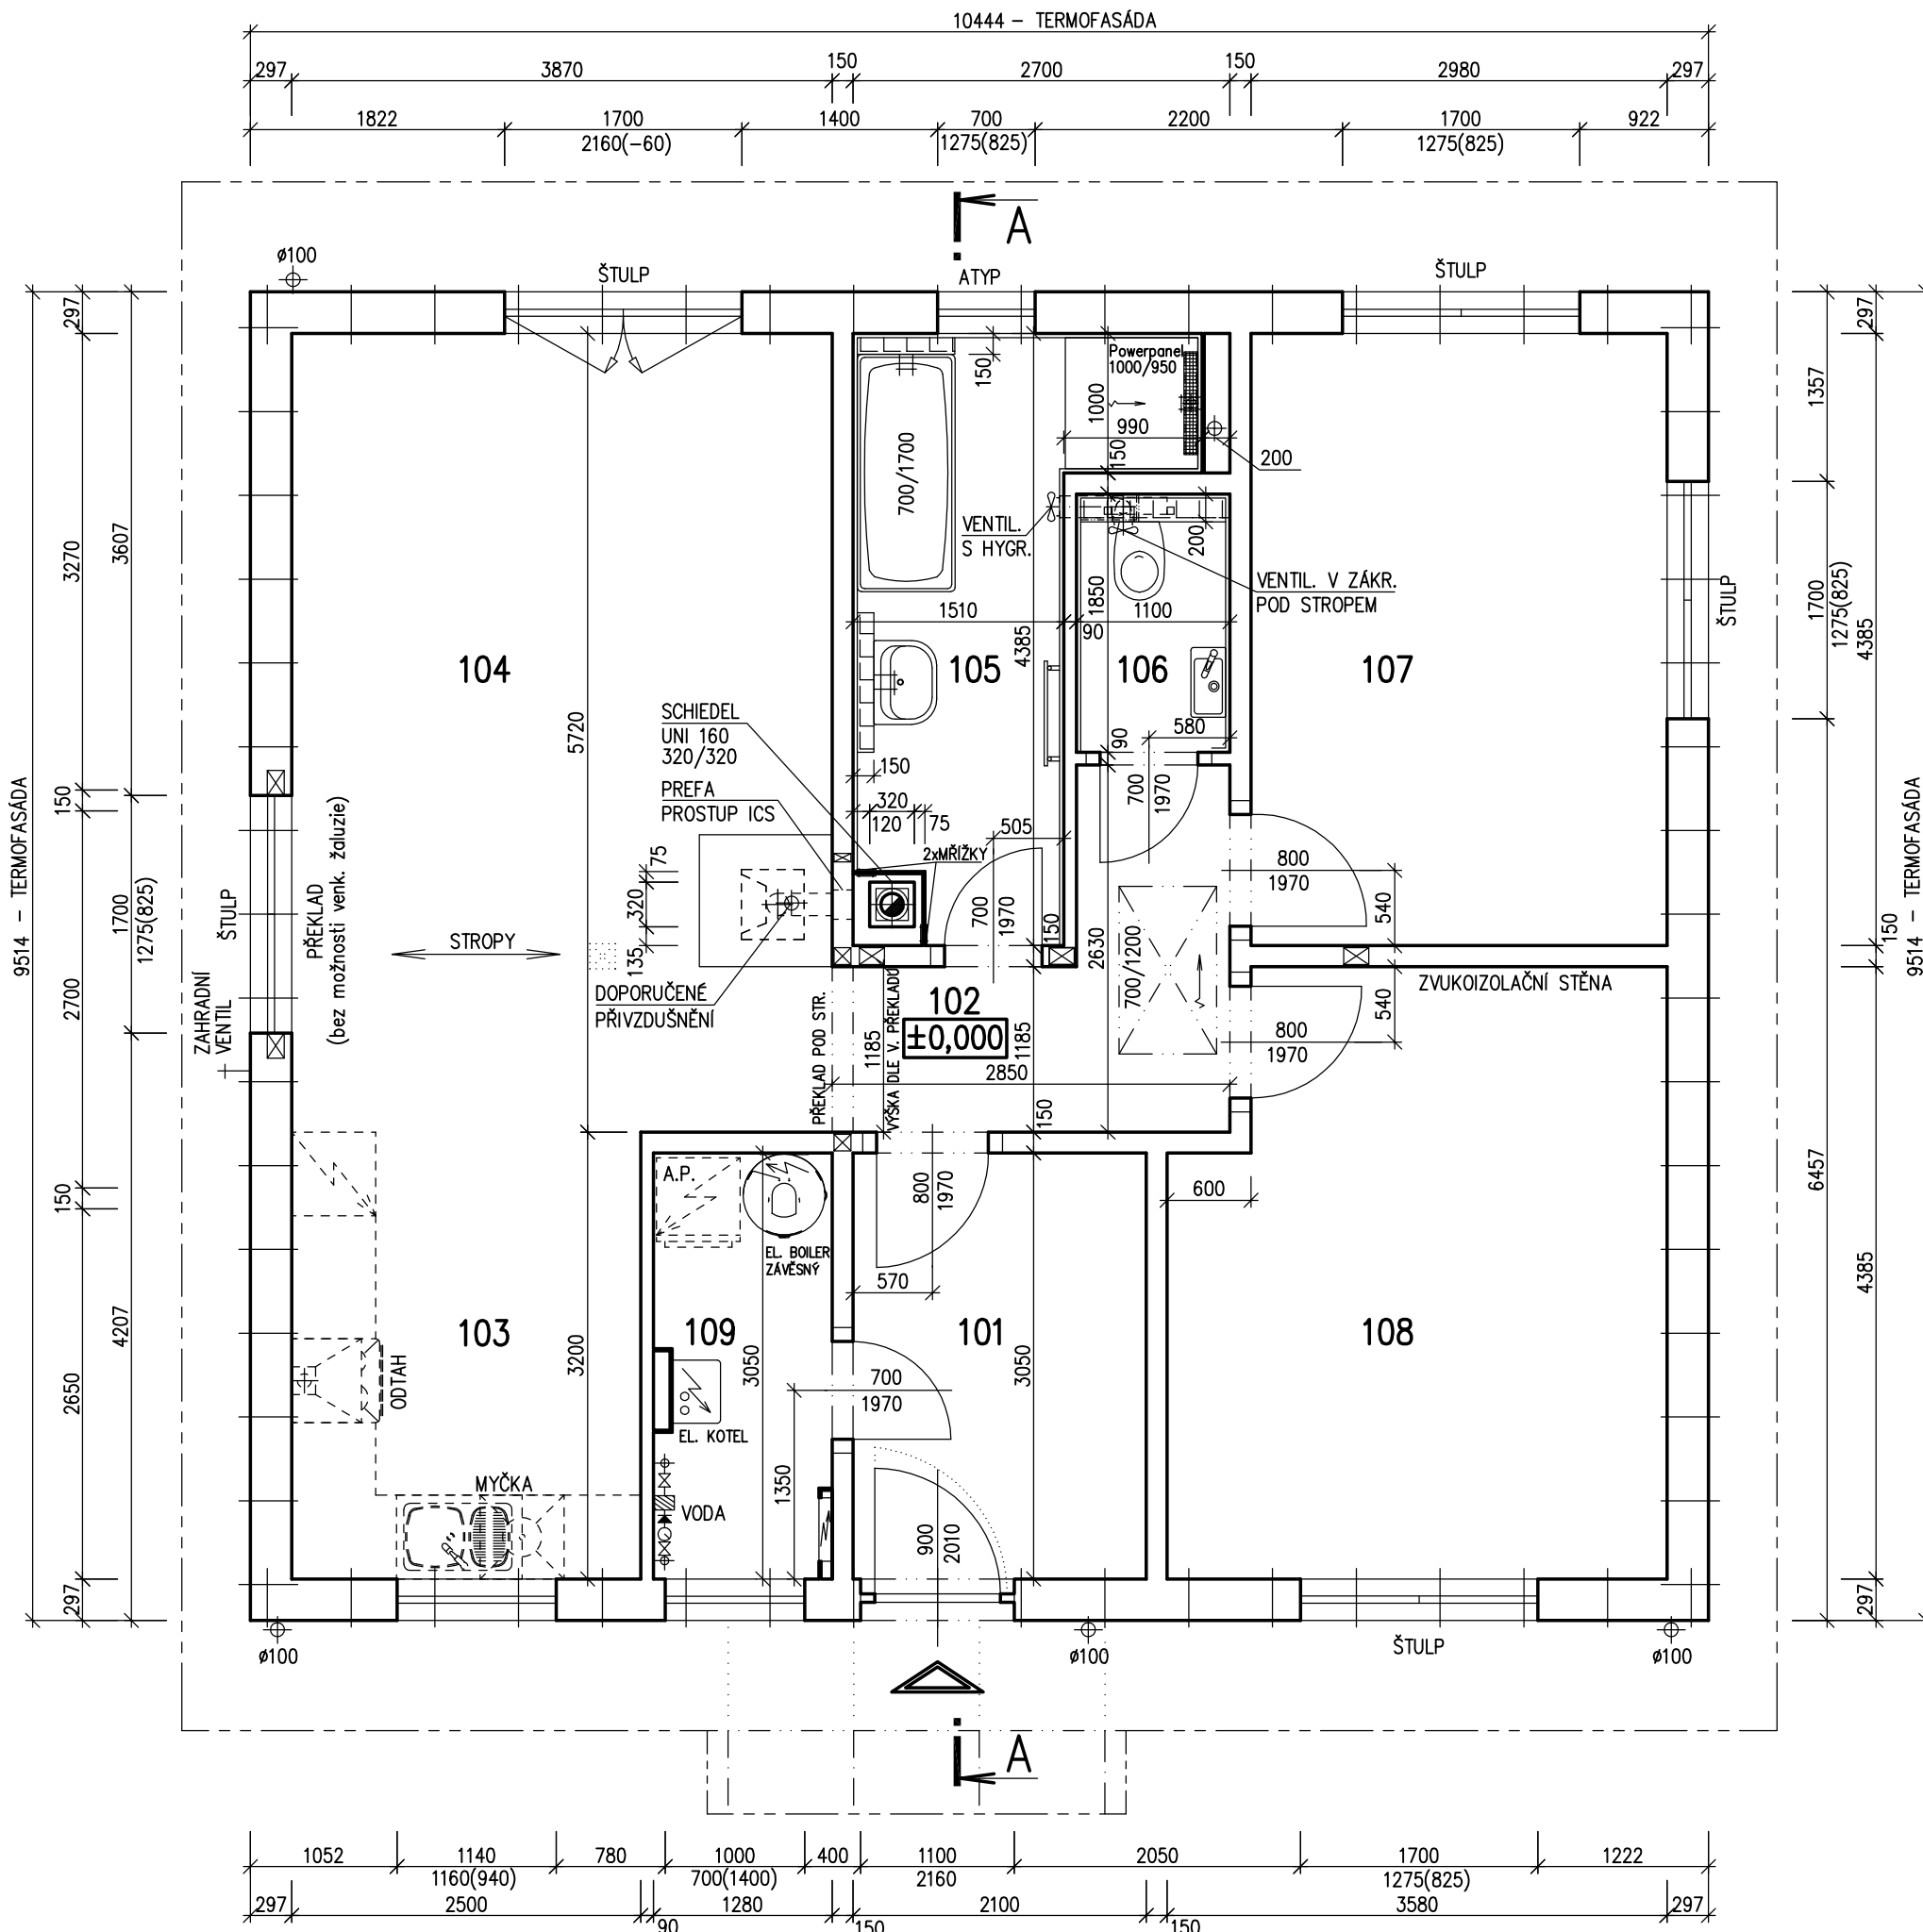 10444 – TERMOFASÁDA
297 3870 150 2700 150 2980 297
1822 1700 1400 700 2200 1700 922
2160(–60) 1275(825) 1275(825)
A
ø100
ŠTULP
ATYP
ŠTULP
9514 – TERMOFASÁDA
297
3270
150
2700
150
2650
297
3607
1700
1275(825)
4207
150
Powerpanel
1000/950
1000
990
150
200
700/1700
VENTIL.
S HYGR.
200
VENTIL. V ZÁKR.
POD STROPEM
1850
1510
1100
90
4385
104
105
106
107
ŠTULP
5720
SCHIEDEL
UNI 160
320/320
PREFA
PROSTUP ICS
150
320
120
75
90
580
700
1970
505
2xMŘÍŽKY
800
1970
540
75
320
135
700
1970
150
2630
700/1200
STROPY
DOPORUČENÉ
PŘIVZDUŠNĚNÍ
ŠTULP
PŘEKLAD
(bez možnosti venk. žaluzie)
ZAHRADNÍ
VENTIL
102
±0,000
ZVUKOIZOLAČNÍ STĚNA
PŘEKLAD POD STR.
VÝŠKA DLE V. PŘEKLADU
1185
1185
2850
150
800
1970
540
600
A.P.
EL. BOILER
ZÁVĚSNÝ
800
1970
570
103
109
101
108
3200
3050
3050
ODTAH
700
1970
EL. KOTEL
1350
MYČKA
VODA
900
2010
ø100
ø100
ŠTULP
ø100
A
297
1357
1700
1275(825)
4385
150
6457
4385
297
9514 – TERMOFASÁDA
1052 1140 780 1000 400 1100 2050 1700 1222
1160(940) 700(1400) 2160 1275(825)
297 2500 1280 2100 3580 297
90 150 150